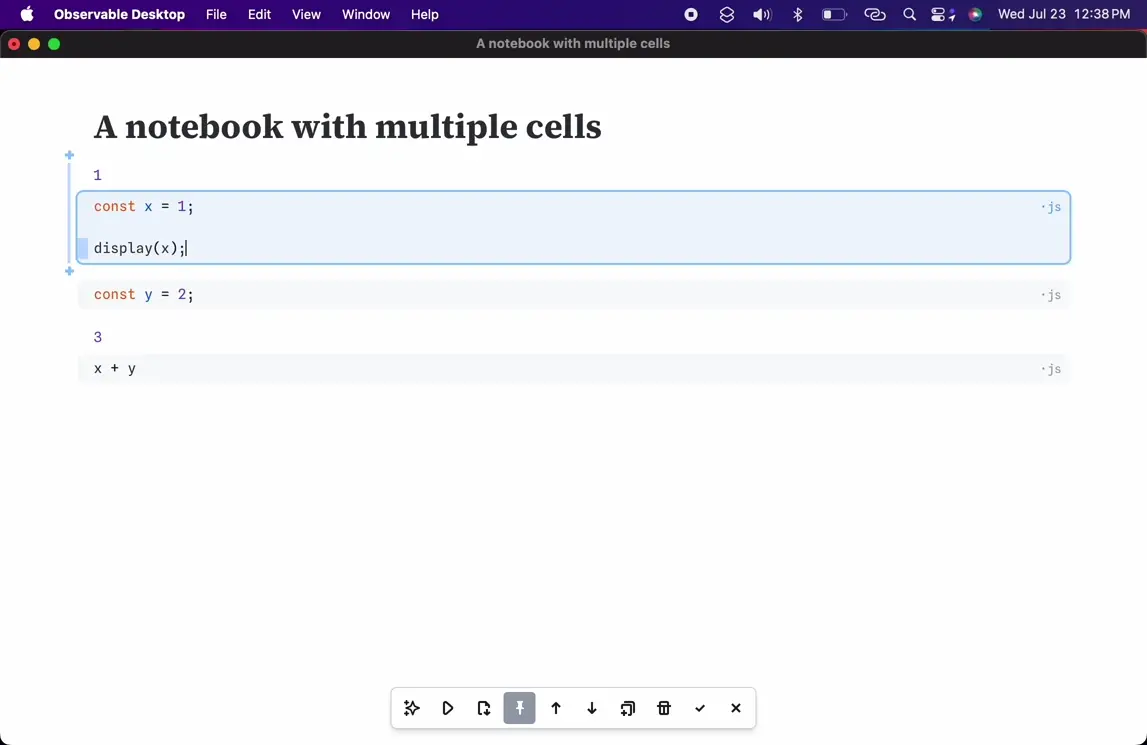 Observable Desktop File Edit View Window Help Wed Jul 23 12:38 PM
A notebook with multiple cells
A notebook with multiple cells
1
const x = 1; js
display(x);
const y = 2; js
3
x + y js